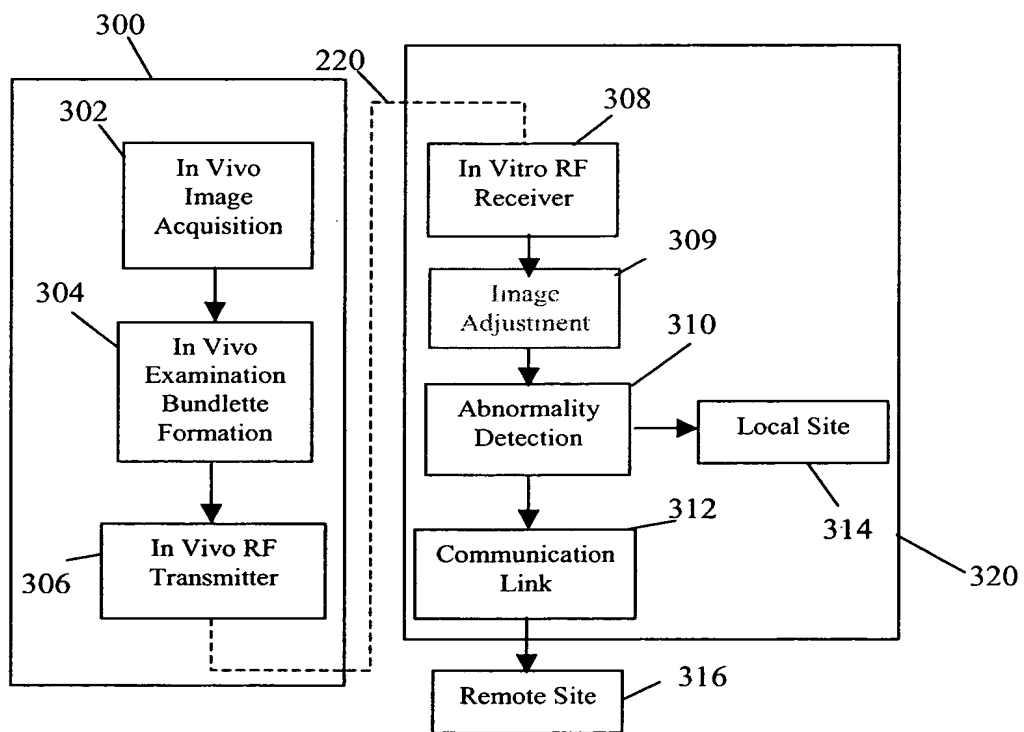 300
302
In Vivo
Image
Acquisition
304
In Vivo
Examination
Bundlette
Formation
306
In Vivo RF
Transmitter
220
308
In Vitro RF
Receiver
309
Image
Adjustment
310
Abnormality
Detection
Local Site
314
312
Communication
Link
320
Remote Site
316